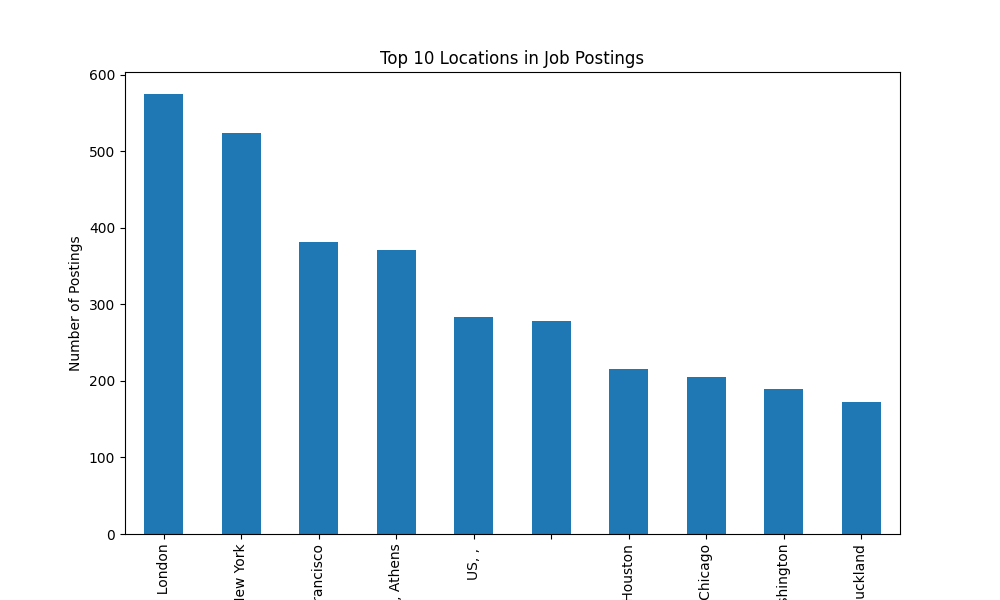 Top 10 Locations in Job Postings
Number of Postings
600
500
400
300
200
100
0
London
ew York
rancisco
, Athens
US, ,
Houston
Chicago
shington
uckland